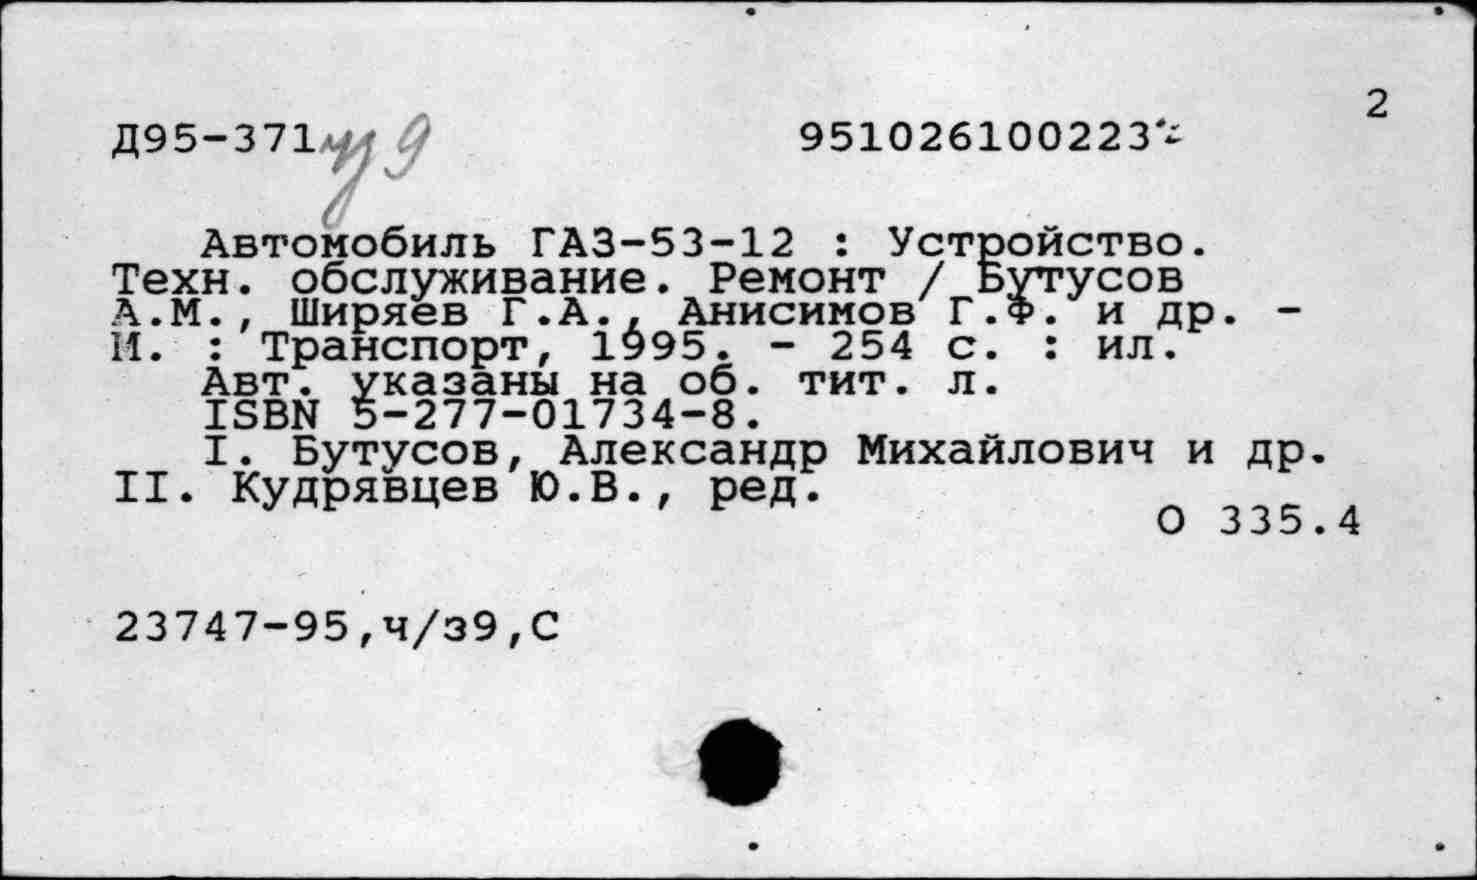 2
Д95-371 951026100223
Автомобиль ГАЗ-53-12 : Устройство.
Техн. обслуживание. Ремонт / Бутусов
А.М., Ширяев Г.А., Анисимов Г.Ф. и др. -
М. : Транспорт, 1995. - 254 с. : ил.
Авт. указаны на об. тит. л.
ISBN 5-277-01734-8.
I. Бутусов, Александр Михайлович и др.
II. Кудрявцев Ю.В., ред.
О 335.4
23747-95,ч/з9,С